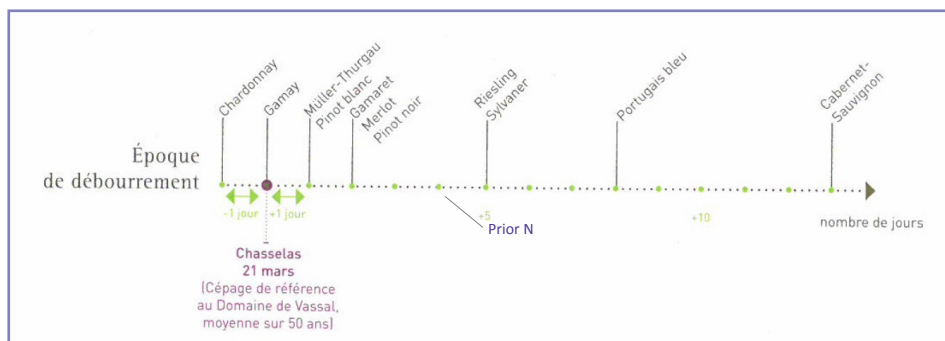 Chardonnay
Gamay
Müller-Thurgau
Pinot blanc
Gamaret
Merlot
Pinot noir
Riesling
Sylvaner
Portugais bleu
Cabernet-
Sauvignon
Époque
de débourrement
-1 jour
+1 jour
+5
+10
nombre de jours
Prior N
Chasselas
21 mars
(Cépage de référence
au Domaine de Vassal,
moyenne sur 50 ans)